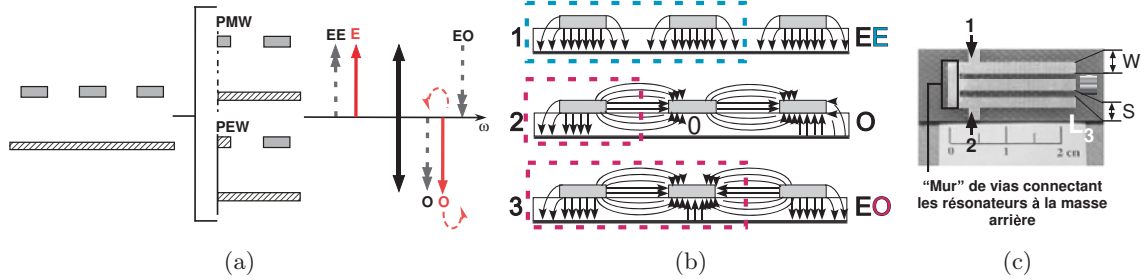 PMW
PEW
EE E
EO
O O
ω
(a)
1 EE
2 0 O
3 EO
(b)
1
W
S
L3
2
0 1 2 cm
“Mur” de vias connectant
les résonateurs à la masse
arrière
(c)